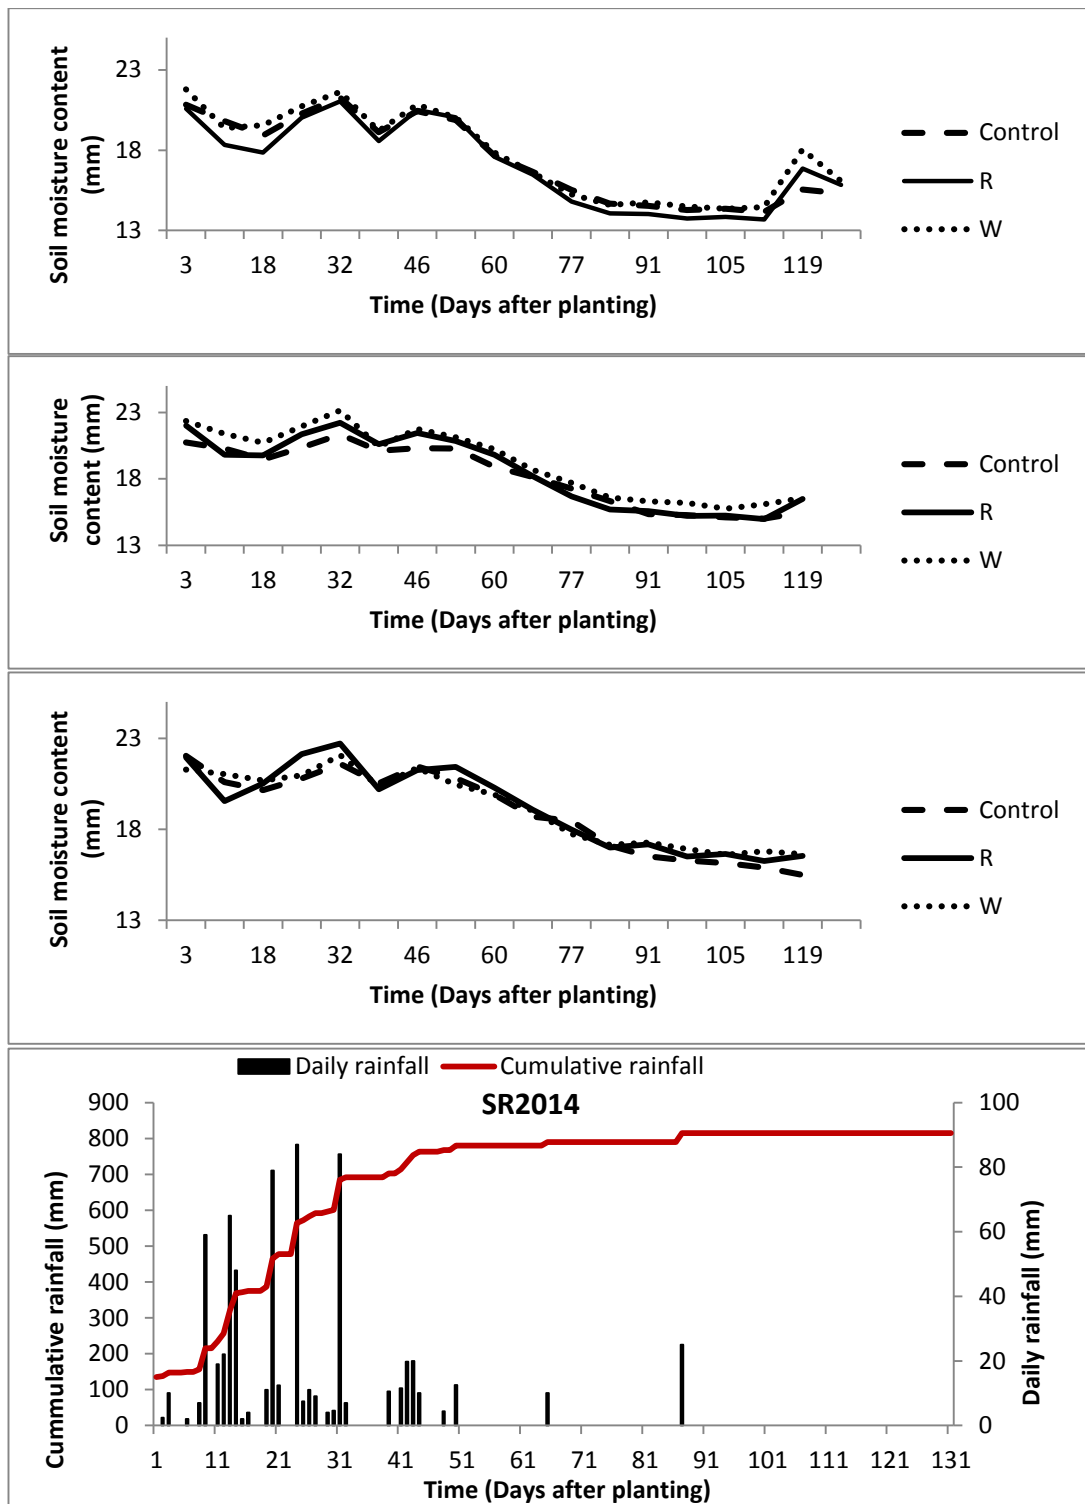 Soil moisture content
(mm)
23
18
13
3 18 32 46 60 77 91 105 119
Time (Days after planting)
Control
R
W
Soil moisture
content (mm)
23
18
13
3 18 32 46 60 77 91 105 119
Time (Days after planting)
Control
R
W
Soil moisture content
(mm)
23
18
13
3 18 32 46 60 77 91 105 119
Time (Days after planting)
Control
R
W
Daily rainfall Cumulative rainfall
SR2014
Cummulative rainfall (mm)
900
800
700
600
500
400
300
200
100
0
100
80
60
40
20
0
Daily rainfall (mm)
1 11 21 31 41 51 61 71 81 91 101 111 121 131
Time (Days after planting)